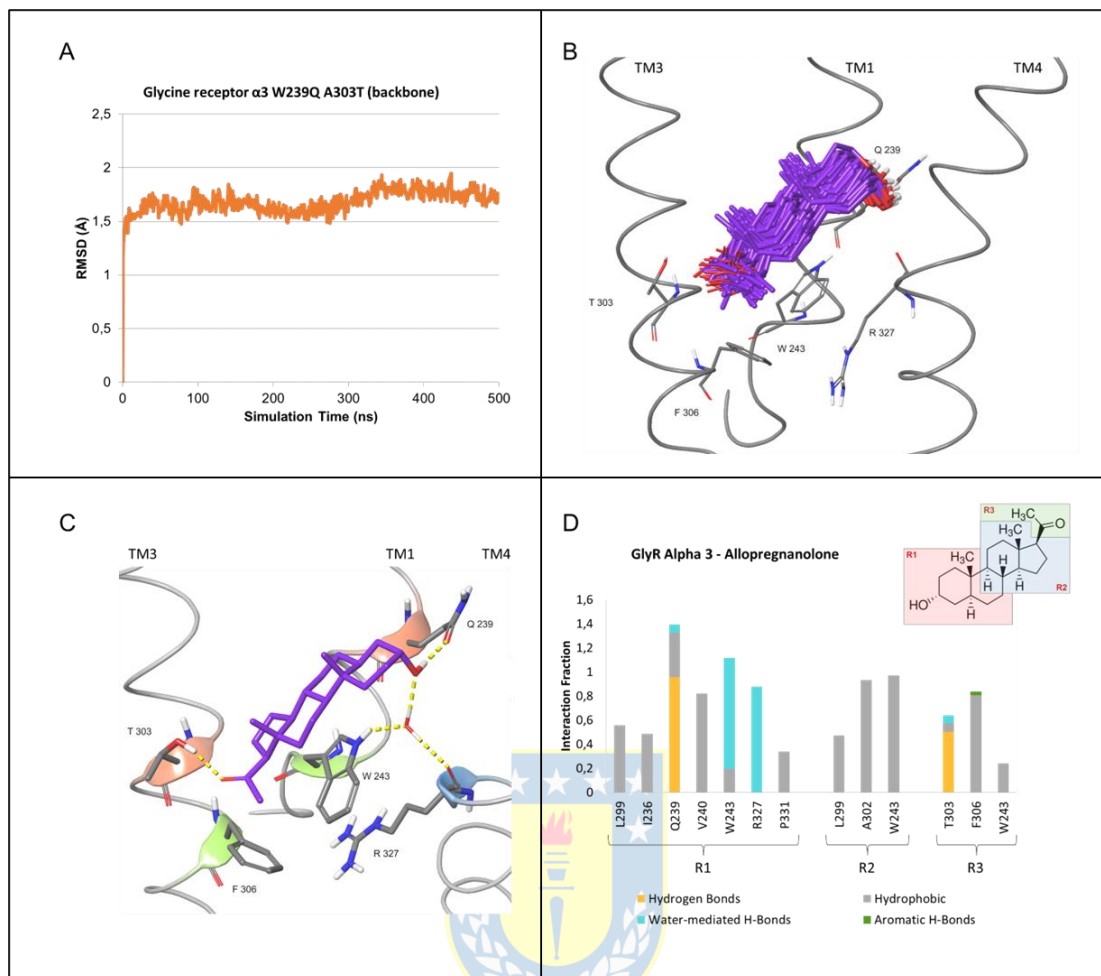 A
Glycine receptor α3 W239Q A303T (backbone)
RMSD (Å)
2,5
2
1,5
1
0,5
0
0 100 200 300 400 500
Simulation Time (ns)
B
TM3 TM1 TM4
Q 239
T 303
R 327
W 243
F 306
C
TM3 TM1 TM4
Q 239
T 303
W 243
R 327
F 306
D
GlyR Alpha 3 - Allopregnanolone
R3
H₃C
O
CH₃
R1
CH₃
H
H H
HO
H
R2
Interaction Fraction
1,6
1,4
1,2
1
0,8
0,6
0,4
0,2
0
L299 I236 Q239 V240 W243 R327 P331 L299 A302 W243 T303 F306 W243
R1 R2 R3
Hydrogen Bonds Hydrophobic
Water-mediated H-Bonds Aromatic H-Bonds